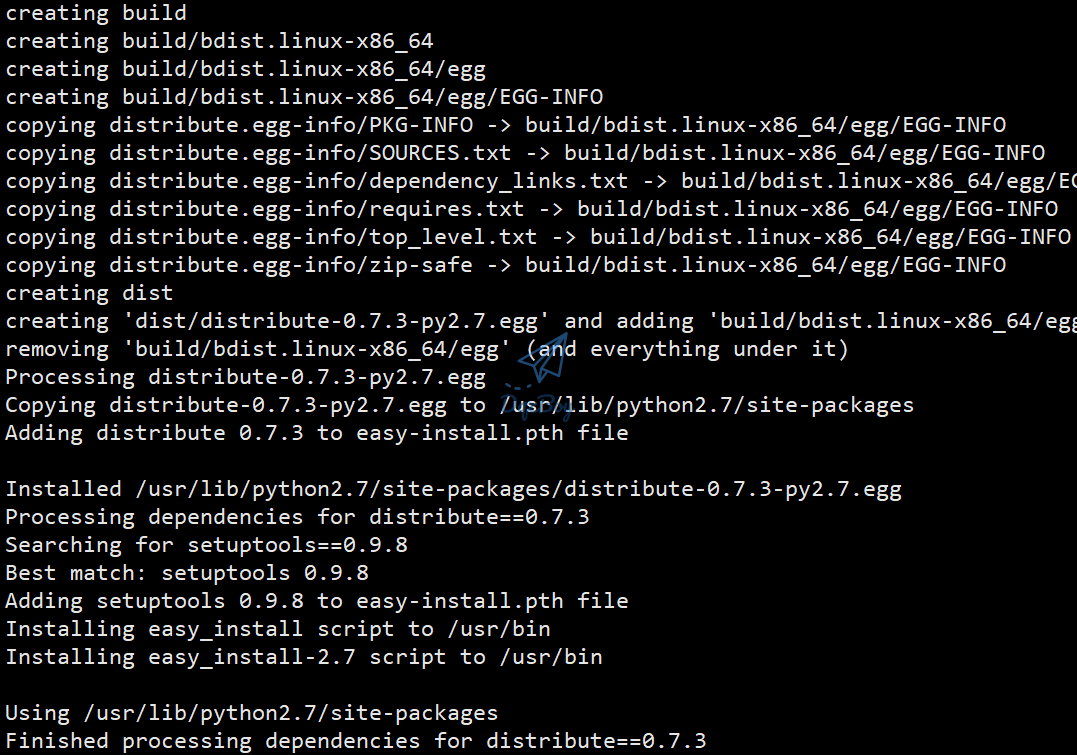 creating build
creating build/bdist.linux-x86_64
creating build/bdist.linux-x86_64/egg
creating build/bdist.linux-x86_64/egg/EGG-INFO
copying distribute.egg-info/PKG-INFO -> build/bdist.linux-x86_64/egg/EGG-INFO
copying distribute.egg-info/SOURCES.txt -> build/bdist.linux-x86_64/egg/EGG-INFO
copying distribute.egg-info/dependency_links.txt -> build/bdist.linux-x86_64/egg/EG
copying distribute.egg-info/requires.txt -> build/bdist.linux-x86_64/egg/EGG-INFO
copying distribute.egg-info/top_level.txt -> build/bdist.linux-x86_64/egg/EGG-INFO
copying distribute.egg-info/zip-safe -> build/bdist.linux-x86_64/egg/EGG-INFO
creating dist
creating 'dist/distribute-0.7.3-py2.7.egg' and adding 'build/bdist.linux-x86_64/egg
removing 'build/bdist.linux-x86_64/egg' (and everything under it)
Processing distribute-0.7.3-py2.7.egg
Copying distribute-0.7.3-py2.7.egg to /usr/lib/python2.7/site-packages
Adding distribute 0.7.3 to easy-install.pth file

Installed /usr/lib/python2.7/site-packages/distribute-0.7.3-py2.7.egg
Processing dependencies for distribute==0.7.3
Searching for setuptools==0.9.8
Best match: setuptools 0.9.8
Adding setuptools 0.9.8 to easy-install.pth file
Installing easy_install script to /usr/bin
Installing easy_install-2.7 script to /usr/bin

Using /usr/lib/python2.7/site-packages
Finished processing dependencies for distribute==0.7.3